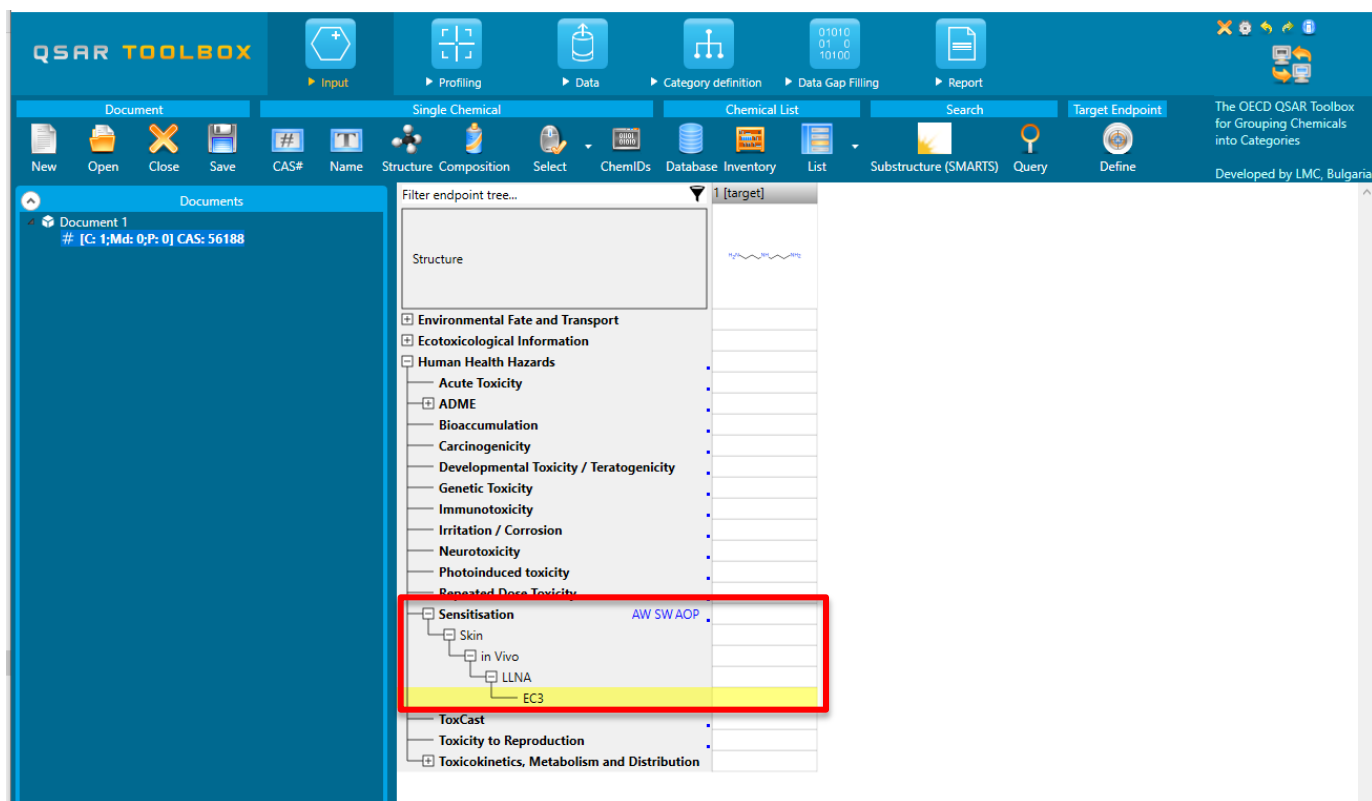 QSAR TOOLBOX
01010
01 0
10100
Input
Profiling
Data
Category definition
Data Gap Filling
Report
Document
Single Chemical
Chemical List
Search
Target Endpoint
The OECD QSAR Toolbox
for Grouping Chemicals
into Categories
Developed by LMC, Bulgaria
#
T
New
Open
Close
Save
CAS#
Name
Structure
Composition
Select
ChemIDs
Database
Inventory
List
Substructure (SMARTS)
Query
Define
Documents
Document 1
# [C: 1;Md: 0;P: 0] CAS: 56188
Filter endpoint tree...
1 [target]
Structure
H₂N NH NH₂
Environmental Fate and Transport
Ecotoxicological Information
Human Health Hazards
Acute Toxicity
ADME
Bioaccumulation
Carcinogenicity
Developmental Toxicity / Teratogenicity
Genetic Toxicity
Immunotoxicity
Irritation / Corrosion
Neurotoxicity
Photoinduced toxicity
Repeated Dose Toxicity
Sensitisation AW SW AOP
Skin
in Vivo
LLNA
EC3
ToxCast
Toxicity to Reproduction
Toxicokinetics, Metabolism and Distribution